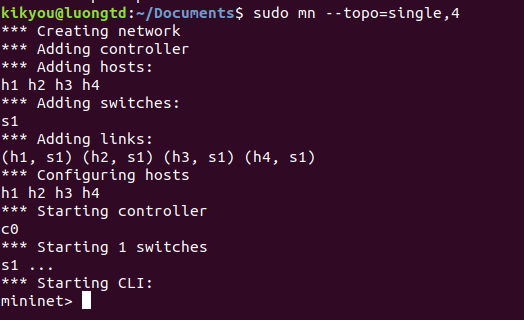 kikyou@luongtd:~/Documents$ sudo mn --topo=single,4
*** Creating network
*** Adding controller
*** Adding hosts:
h1 h2 h3 h4
*** Adding switches:
s1
*** Adding links:
(h1, s1) (h2, s1) (h3, s1) (h4, s1)
*** Configuring hosts
h1 h2 h3 h4
*** Starting controller
c0
*** Starting 1 switches
s1 ...
*** Starting CLI:
mininet>